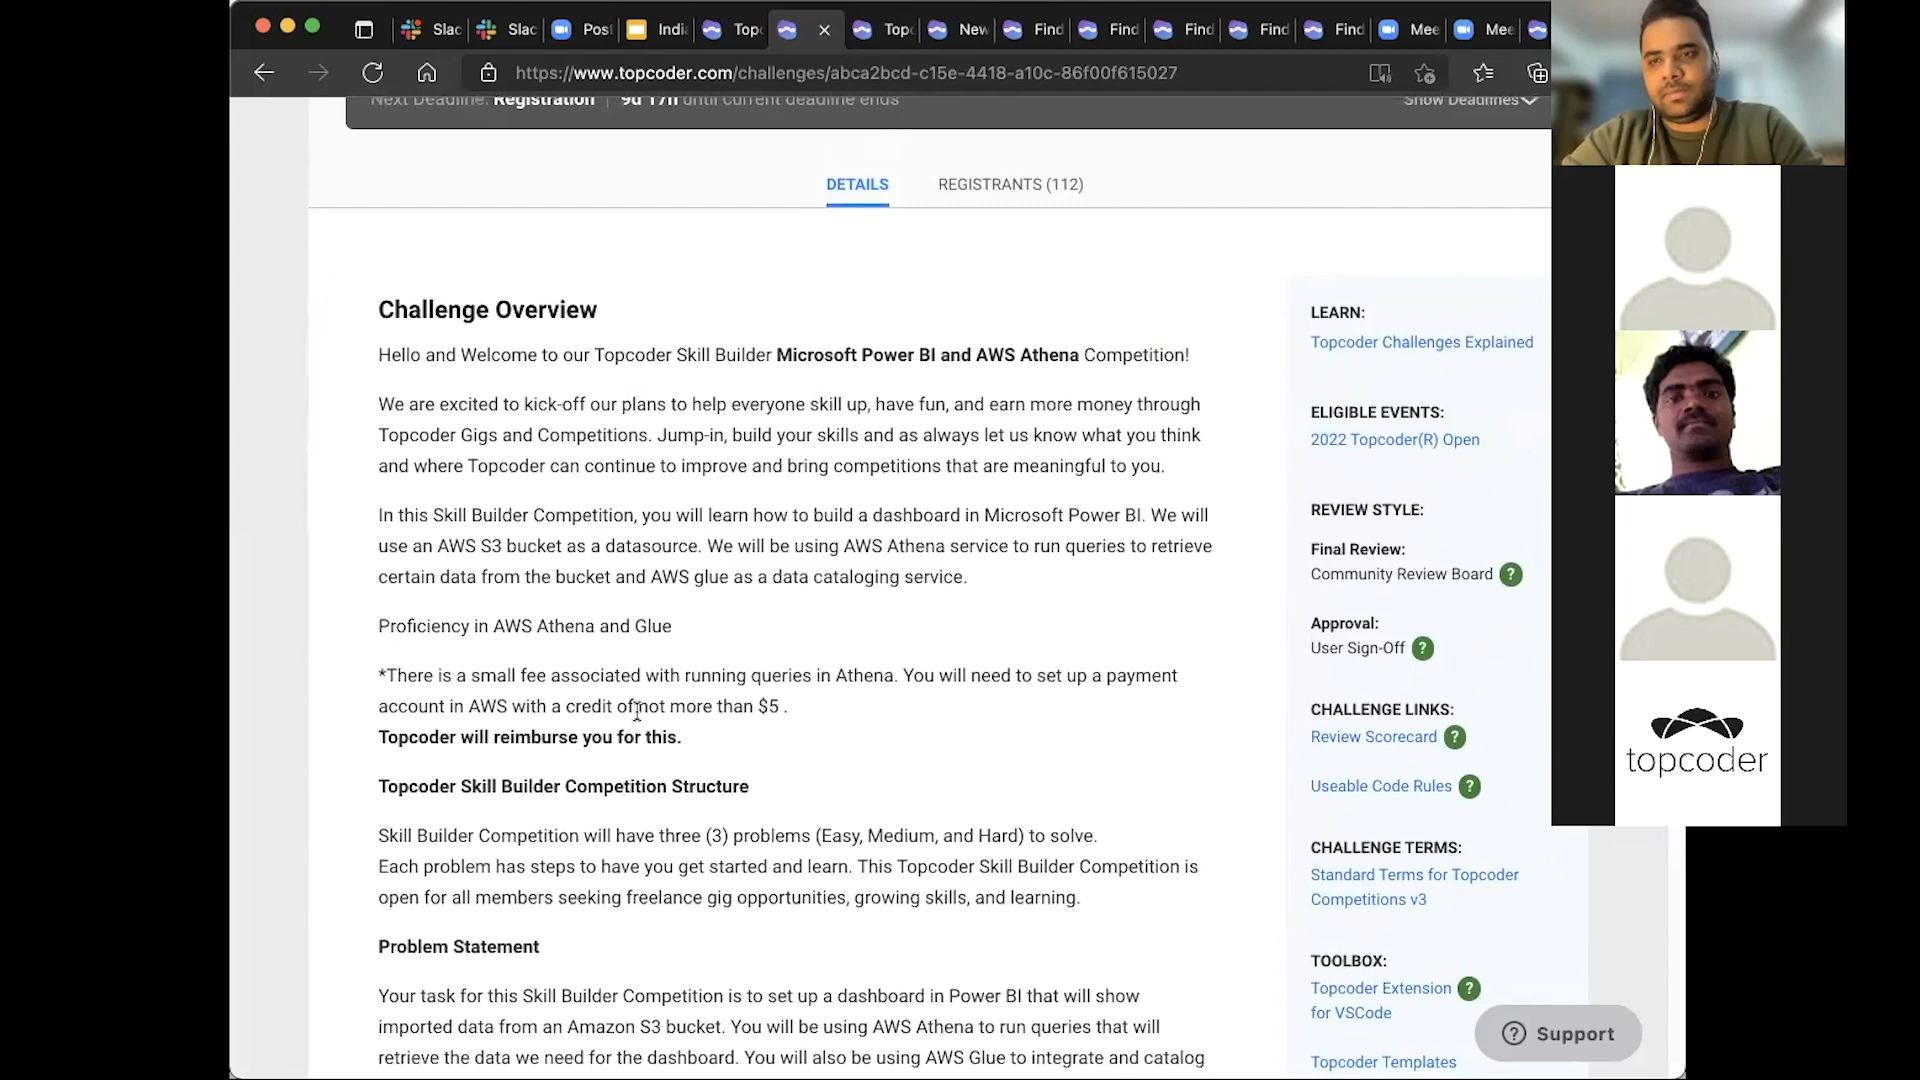 Slac
Slac
Post
India
Topc
Topc
New
Find
Find
Find
Find
Find
Mee
Mee
https://www.topcoder.com/challenges/abca2bcd-c15e-4418-a10c-86f00f615027
Next Deadline: Registration | 9d 17h until current deadline ends
Show Deadlines
DETAILS
REGISTRANTS (112)
Challenge Overview
Hello and Welcome to our Topcoder Skill Builder Microsoft Power BI and AWS Athena Competition!
We are excited to kick-off our plans to help everyone skill up, have fun, and earn more money through
Topcoder Gigs and Competitions. Jump-in, build your skills and as always let us know what you think
and where Topcoder can continue to improve and bring competitions that are meaningful to you.
In this Skill Builder Competition, you will learn how to build a dashboard in Microsoft Power BI. We will
use an AWS S3 bucket as a datasource. We will be using AWS Athena service to run queries to retrieve
certain data from the bucket and AWS glue as a data cataloging service.
Proficiency in AWS Athena and Glue
*There is a small fee associated with running queries in Athena. You will need to set up a payment
account in AWS with a credit of not more than $5 .
Topcoder will reimburse you for this.
Topcoder Skill Builder Competition Structure
Skill Builder Competition will have three (3) problems (Easy, Medium, and Hard) to solve.
Each problem has steps to have you get started and learn. This Topcoder Skill Builder Competition is
open for all members seeking freelance gig opportunities, growing skills, and learning.
Problem Statement
Your task for this Skill Builder Competition is to set up a dashboard in Power BI that will show
imported data from an Amazon S3 bucket. You will be using AWS Athena to run queries that will
retrieve the data we need for the dashboard. You will also be using AWS Glue to integrate and catalog
LEARN:
Topcoder Challenges Explained
ELIGIBLE EVENTS:
2022 Topcoder(R) Open
REVIEW STYLE:
Final Review:
Community Review Board ?
Approval:
User Sign-Off ?
CHALLENGE LINKS:
Review Scorecard ?
Useable Code Rules ?
CHALLENGE TERMS:
Standard Terms for Topcoder
Competitions v3
TOOLBOX:
Topcoder Extension ?
for VSCode
Topcoder Templates
? Support
topcoder